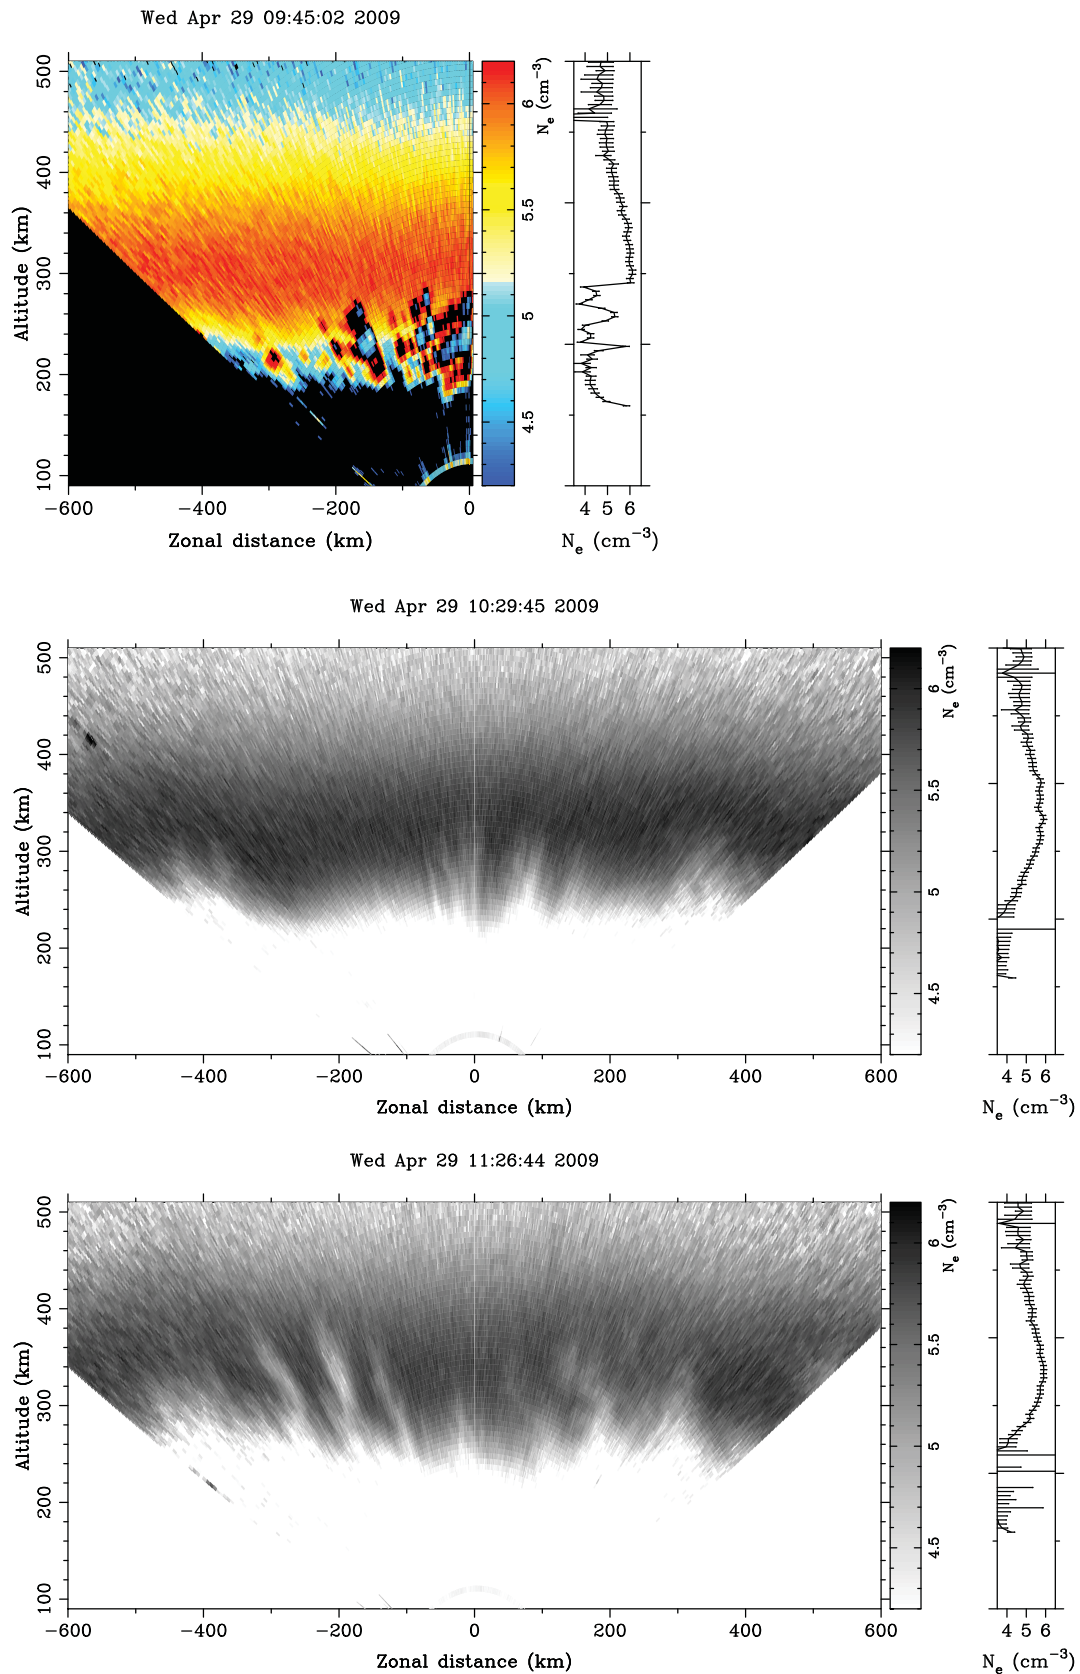 Wed Apr 29 09:45:02 2009
500
400
300
200
100
Altitude (km)
−600
−400
−200
0
Zonal distance (km)
6
5.5
5
4.5
Nₑ (cm⁻³)
4 5 6
Nₑ (cm⁻³)
Wed Apr 29 10:29:45 2009
500
400
300
200
100
Altitude (km)
−600
−400
−200
0
200
400
600
Zonal distance (km)
6
5.5
5
4.5
Nₑ (cm⁻³)
4 5 6
Nₑ (cm⁻³)
Wed Apr 29 11:26:44 2009
500
400
300
200
100
Altitude (km)
−600
−400
−200
0
200
400
600
Zonal distance (km)
6
5.5
5
4.5
Nₑ (cm⁻³)
4 5 6
Nₑ (cm⁻³)